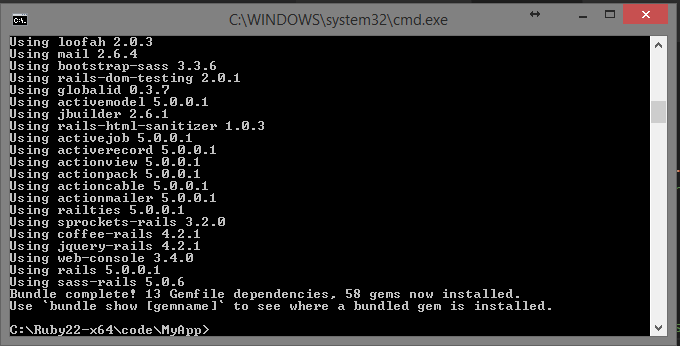 C:\WINDOWS\system32\cmd.exe
Using loofah 2.0.3
Using mail 2.6.4
Using bootstrap-sass 3.3.6
Using rails-dom-testing 2.0.1
Using globalid 0.3.7
Using activemodel 5.0.0.1
Using jbuilder 2.6.1
Using rails-html-sanitizer 1.0.3
Using activejob 5.0.0.1
Using activerecord 5.0.0.1
Using actionview 5.0.0.1
Using actionpack 5.0.0.1
Using actioncable 5.0.0.1
Using actionmailer 5.0.0.1
Using railties 5.0.0.1
Using sprockets-rails 3.2.0
Using coffee-rails 4.2.1
Using jquery-rails 4.2.1
Using web-console 3.4.0
Using rails 5.0.0.1
Using sass-rails 5.0.6
Bundle complete! 13 Gemfile dependencies, 58 gems now installed.
Use `bundle show [gemname]` to see where a bundled gem is installed.
C:\Ruby22-x64\code\MyApp>